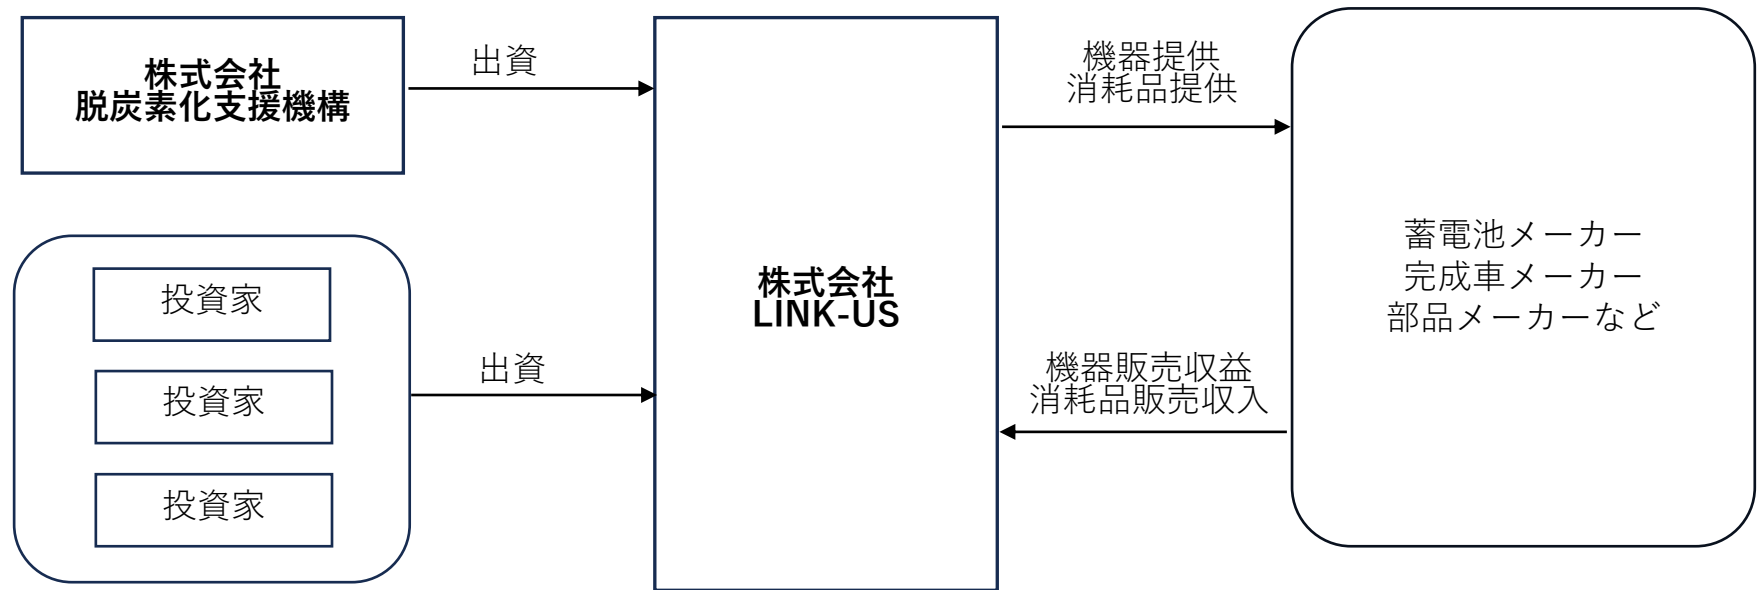 株式会社
脱炭素化支援機構
出資
投資家
投資家
投資家
出資
株式会社
LINK-US
機器提供
消耗品提供
機器販売収益
消耗品販売収入
蓄電池メーカー
完成車メーカー
部品メーカーなど